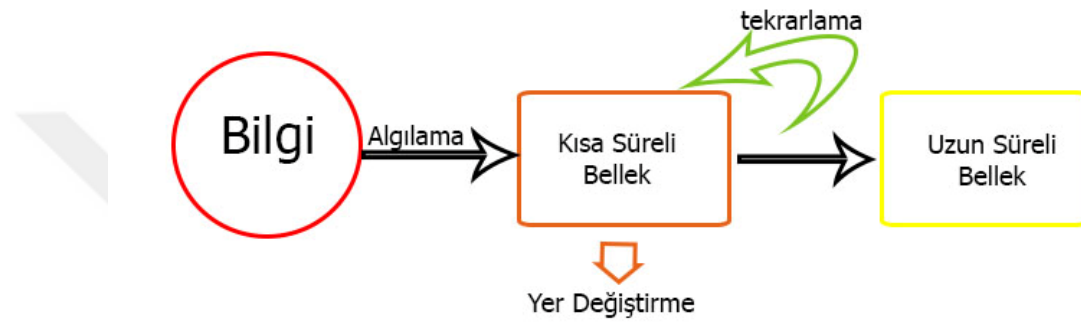 tekrarlama
Bilgi
Algılama
Kısa Süreli
Bellek
Uzun Süreli
Bellek
Yer Değiştirme